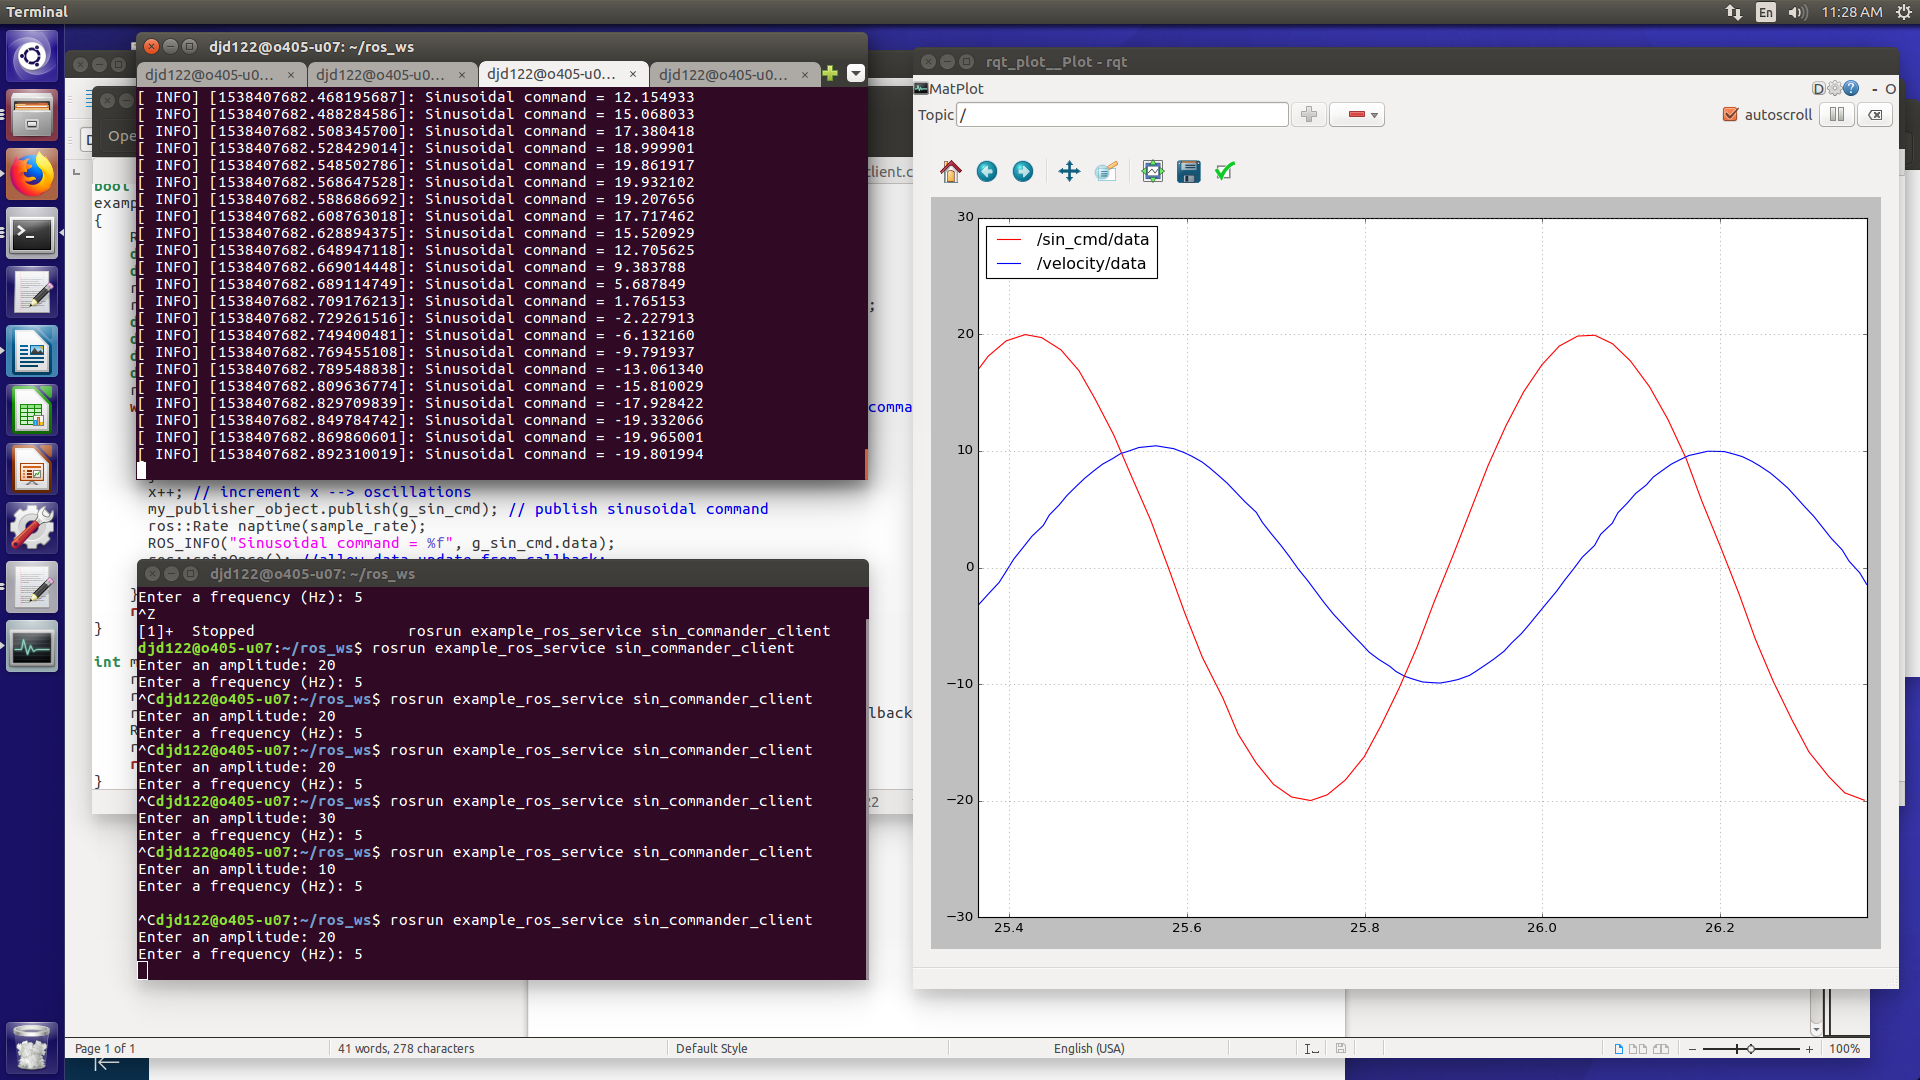 Terminal
En
11:28 AM
djd122@o405-u07: ~/ros_ws
djd122@o405-u0... × djd122@o405-u0... × djd122@o405-u0... × djd122@o405-u0... ×
[ INFO] [1538407682.468195687]: Sinusoidal command = 12.154933
[ INFO] [1538407682.488284586]: Sinusoidal command = 15.068033
[ INFO] [1538407682.508345700]: Sinusoidal command = 17.380418
[ INFO] [1538407682.528429014]: Sinusoidal command = 18.999901
[ INFO] [1538407682.548502786]: Sinusoidal command = 19.861917
[ INFO] [1538407682.568647528]: Sinusoidal command = 19.932102
[ INFO] [1538407682.588686692]: Sinusoidal command = 19.207656
[ INFO] [1538407682.608763018]: Sinusoidal command = 17.717462
[ INFO] [1538407682.628894375]: Sinusoidal command = 15.520929
[ INFO] [1538407682.648947118]: Sinusoidal command = 12.705625
[ INFO] [1538407682.669014448]: Sinusoidal command = 9.383788
[ INFO] [1538407682.689114749]: Sinusoidal command = 5.687849
[ INFO] [1538407682.709176213]: Sinusoidal command = 1.765153
[ INFO] [1538407682.729261516]: Sinusoidal command = -2.227913
[ INFO] [1538407682.749400481]: Sinusoidal command = -6.132160
[ INFO] [1538407682.769455108]: Sinusoidal command = -9.791937
[ INFO] [1538407682.789548838]: Sinusoidal command = -13.061340
[ INFO] [1538407682.809636774]: Sinusoidal command = -15.810029
[ INFO] [1538407682.829709839]: Sinusoidal command = -17.928422
[ INFO] [1538407682.849784742]: Sinusoidal command = -19.332066
[ INFO] [1538407682.869860601]: Sinusoidal command = -19.965001
[ INFO] [1538407682.892310019]: Sinusoidal command = -19.801994
Ope
client.c
bool
examp
{
;
comma
x++; // increment x --> oscillations
my_publisher_object.publish(g_sin_cmd); // publish sinusoidal command
ros::Rate naptime(sample_rate);
ROS_INFO("Sinusoidal command = %f", g_sin_cmd.data);
}
}
int m
lback
}
22
djd122@o405-u07: ~/ros_ws
Enter a frequency (Hz): 5
^Z
[1]+  Stopped                 rosrun example_ros_service sin_commander_client
djd122@o405-u07:~/ros_ws$ rosrun example_ros_service sin_commander_client
Enter an amplitude: 20
Enter a frequency (Hz): 5
^Cdjd122@o405-u07:~/ros_ws$ rosrun example_ros_service sin_commander_client
Enter an amplitude: 20
Enter a frequency (Hz): 5
^Cdjd122@o405-u07:~/ros_ws$ rosrun example_ros_service sin_commander_client
Enter an amplitude: 20
Enter a frequency (Hz): 5
^Cdjd122@o405-u07:~/ros_ws$ rosrun example_ros_service sin_commander_client
Enter an amplitude: 30
Enter a frequency (Hz): 5
^Cdjd122@o405-u07:~/ros_ws$ rosrun example_ros_service sin_commander_client
Enter an amplitude: 10
Enter a frequency (Hz): 5
^Cdjd122@o405-u07:~/ros_ws$ rosrun example_ros_service sin_commander_client
Enter an amplitude: 20
Enter a frequency (Hz): 5
rqt_plot__Plot - rqt
MatPlot
D
- O
Topic /
autoscroll
30
20
10
0
−10
−20
−30
/sin_cmd/data
/velocity/data
25.4 25.6 25.8 26.0 26.2
Page 1 of 1
41 words, 278 characters
Default Style
English (USA)
100%